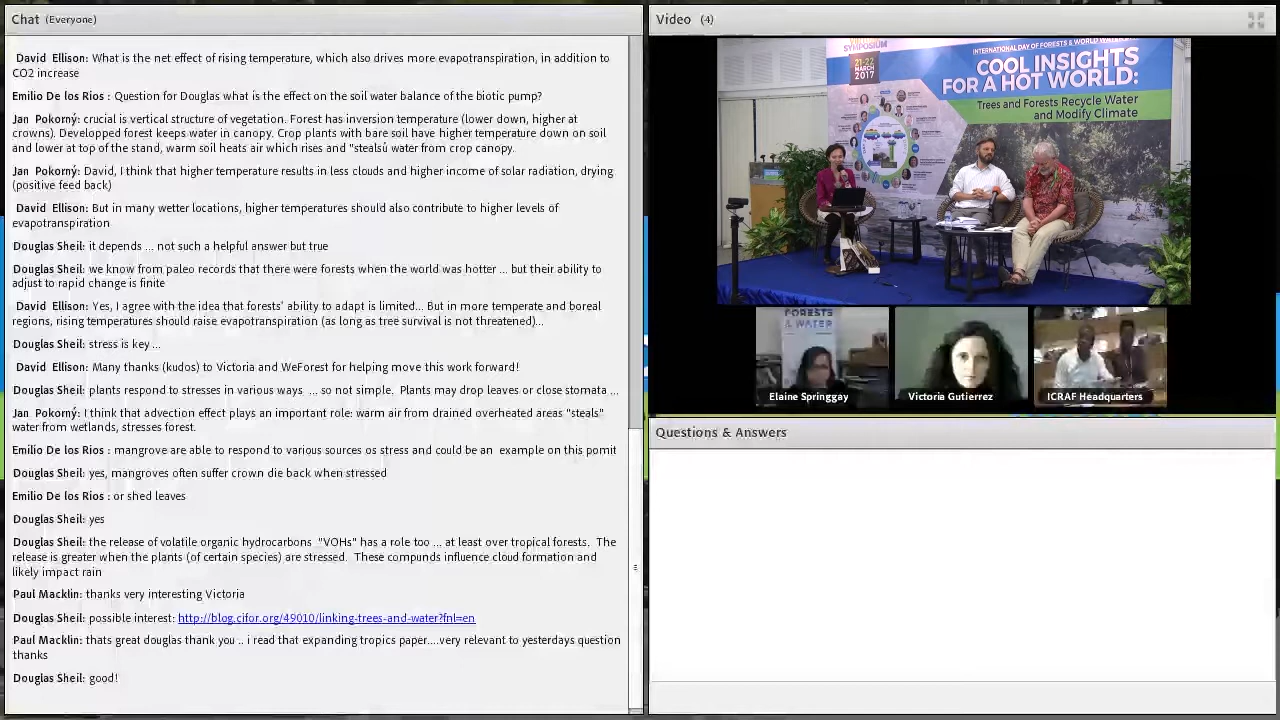 Chat (Everyone)
David Ellison: What is the net effect of rising temperature, which also drives more evapotranspiration, in addition to
CO2 increase
Emilio De los Rios : Question for Douglas what is the effect on the soil water balance of the biotic pump?
Jan Pokorný: crucial is vertical structure of vegetation. Forest has inversion temperature (lower down, higher at
crowns). Developped forest keeps water in canopy. Crop plants with bare soil have higher temperature down on soil
and lower at top of the stand, warm soil heats air which rises and "stealsů water from crop canopy.
Jan Pokorný: David, I think that higher temperature results in less clouds and higher income of solar radiation, drying
(positive feed back)
David Ellison: But in many wetter locations, higher temperatures should also contribute to higher levels of
evapotranspiration
Douglas Sheil: it depends ... not such a helpful answer but true
Douglas Sheil: we know from paleo records that there were forests when the world was hotter ... but their ability to
adjust to rapid change is finite
David Ellison: Yes, I agree with the idea that forests' ability to adapt is limited... But in more temperate and boreal
regions, rising temperatures should raise evapotranspiration (as long as tree survival is not threatened)...
Douglas Sheil: stress is key ...
David Ellison: Many thanks (kudos) to Victoria and WeForest for helping move this work forward!
Douglas Sheil: plants respond to stresses in various ways ... so not simple. Plants may drop leaves or close stomata ...
Jan Pokorný: I think that advection effect plays an important role: warm air from drained overheated areas "steals"
water from wetlands, stresses forest.
Emilio De los Rios : mangrove are able to respond to various sources os stress and could be an example on this pomit
Douglas Sheil: yes, mangroves often suffer crown die back when stressed
Emilio De los Rios : or shed leaves
Douglas Sheil: yes
Douglas Sheil: the release of volatile organic hydrocarbons "VOHs" has a role too ... at least over tropical forests. The
release is greater when the plants (of certain species) are stressed. These compunds influence cloud formation and
likely impact rain
Paul Macklin: thanks very interesting Victoria
Douglas Sheil: possible interest: http://blog.cifor.org/49010/linking-trees-and-water?fnl=en
Paul Macklin: thats great douglas thank you .. i read that expanding tropics paper....very relevant to yesterdays question
thanks
Douglas Sheil: good!
Video (4)
SYMPOSIUM
21-22
MARCH
2017
INTERNATIONAL DAY OF FORESTS & WORLD WATER
COOL INSIGHTS
FOR A HOT WORLD:
Trees and Forests Recycle Water
and Modify Climate
FORESTS
& WATER
Elaine Springgay
Victoria Gutierrez
ICRAF Headquarters
Questions & Answers